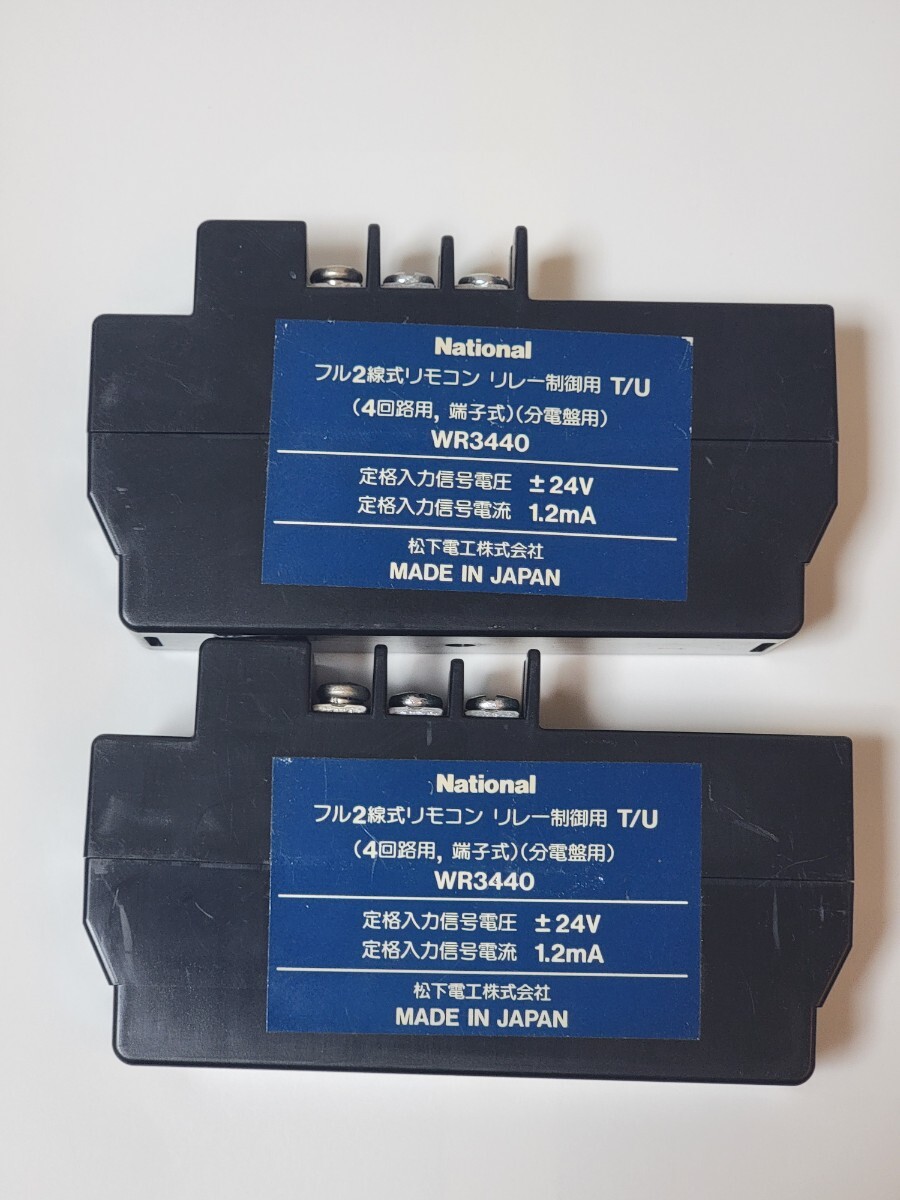 National
フル2線式リモコン リレー制御用 T/U
(4回路用, 端子式)(分電盤用)
WR3440
定格入力信号電圧 ±24V
定格入力信号電流 1.2mA
松下電工株式会社
MADE IN JAPAN
National
フル2線式リモコン リレー制御用 T/U
(4回路用, 端子式)(分電盤用)
WR3440
定格入力信号電圧 ±24V
定格入力信号電流 1.2mA
松下電工株式会社
MADE IN JAPAN